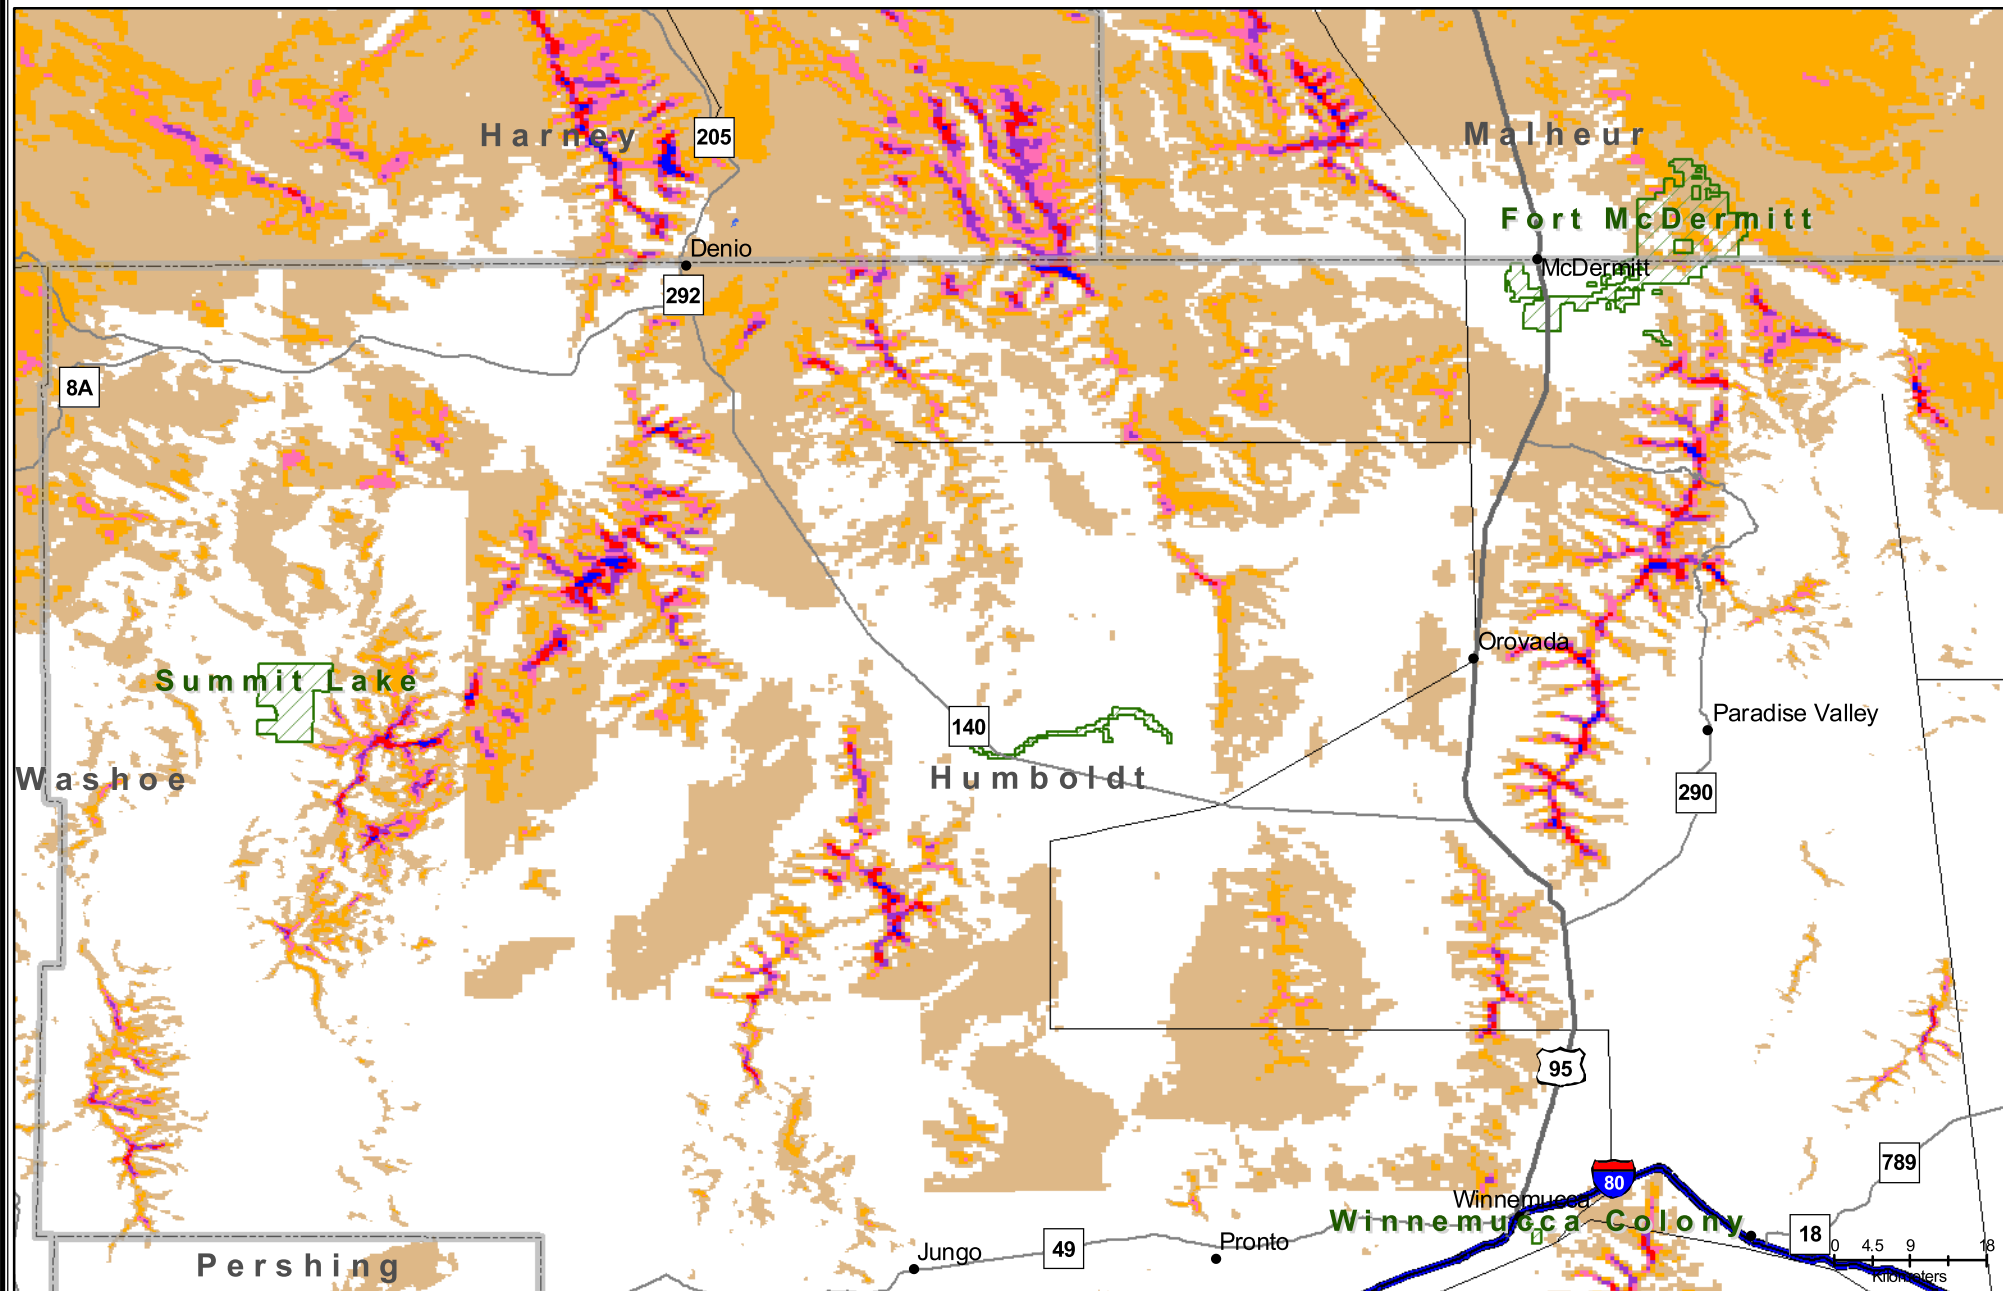 Harney
205
Malheur
Fort McDermitt
Denio
McDermitt
292
8A
Orovada
Summit Lake
Paradise Valley
140
Humboldt
Washoe
290
95
789
80
Winnemucca
Winnemucca Colony
18
0 4.5 9 18
Kilometers
Jungo
49
Pronto
Pershing